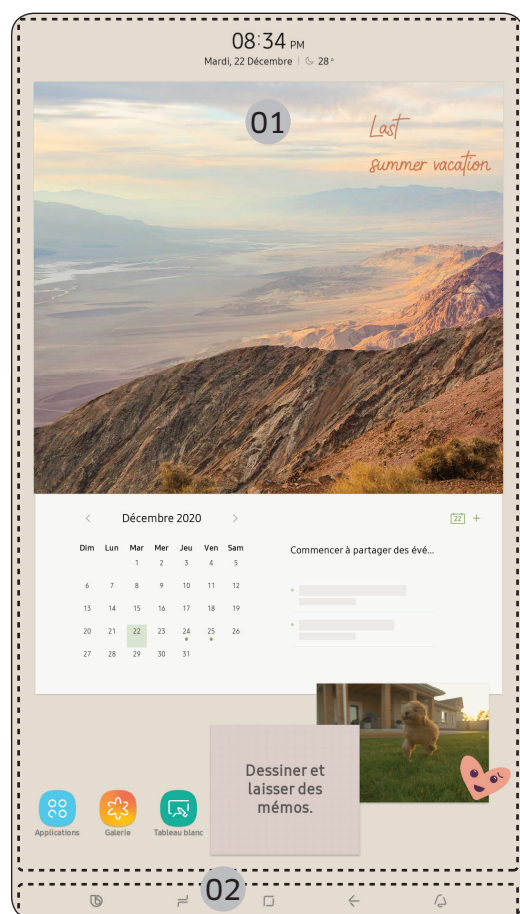 08:34 PM
Mardi, 22 Décembre | 28°
01
Last
summer vacation
Décembre 2020
22
Dim Lun Mar Mer Jeu Ven Sam
1 2 3 4 5
6 7 8 9 10 11 12
13 14 15 16 17 18 19
20 21 22 23 24 25 26
27 28 29 30 31
Commencer à partager des évé...
Dessiner et
laisser des
mémos.
Applications
Galerie
Tableau blanc
02